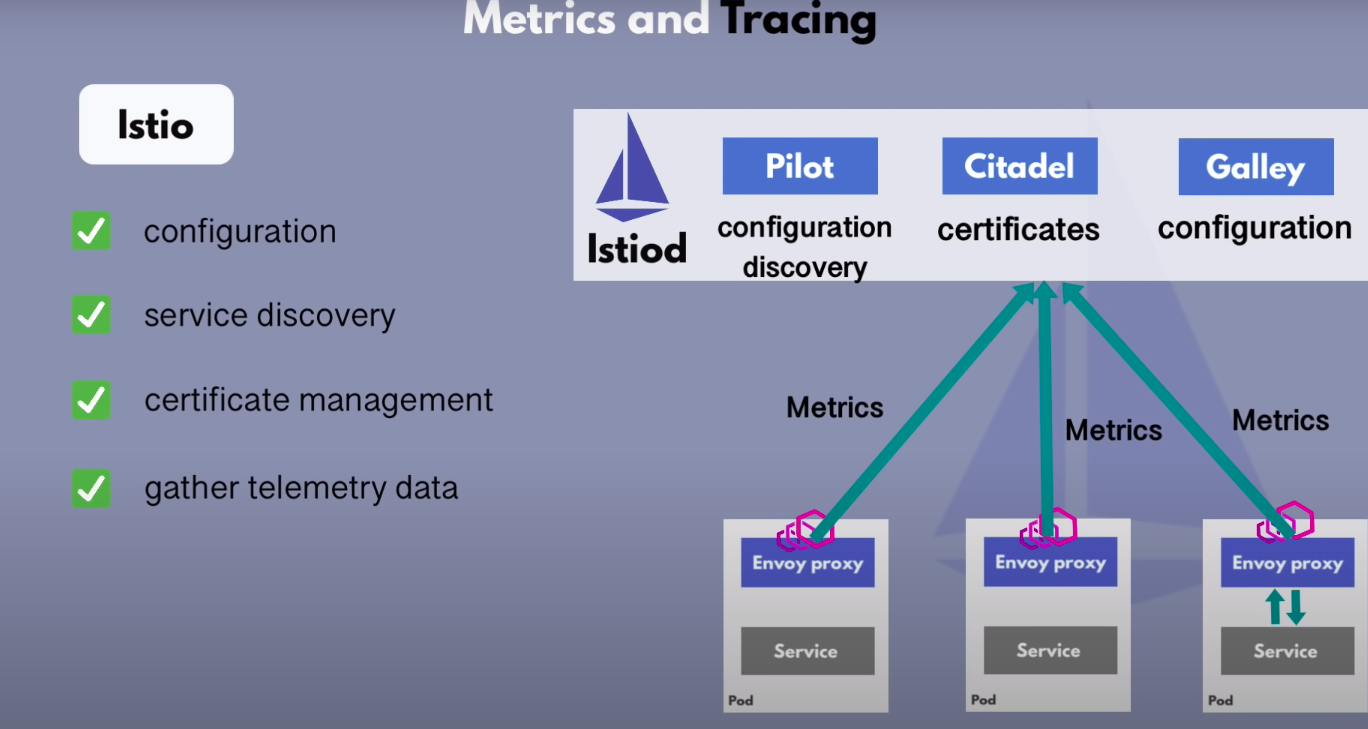 Metrics and Tracing
Istio
configuration
service discovery
certificate management
gather telemetry data
Istiod
Pilot
configuration
discovery
Citadel
certificates
Galley
configuration
Metrics
Metrics
Metrics
Envoy proxy
Service
Pod
Envoy proxy
Service
Pod
Envoy proxy
Service
Pod